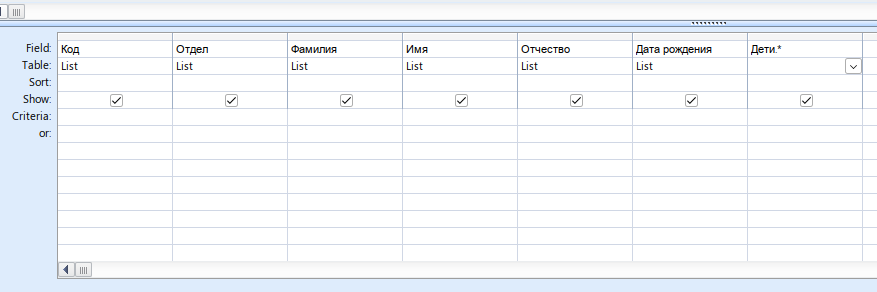 Field: Код Отдел Фамилия Имя Отчество Дата рождения Дети.*
Table: List List List List List List
Sort:
Show:
Criteria:
or: